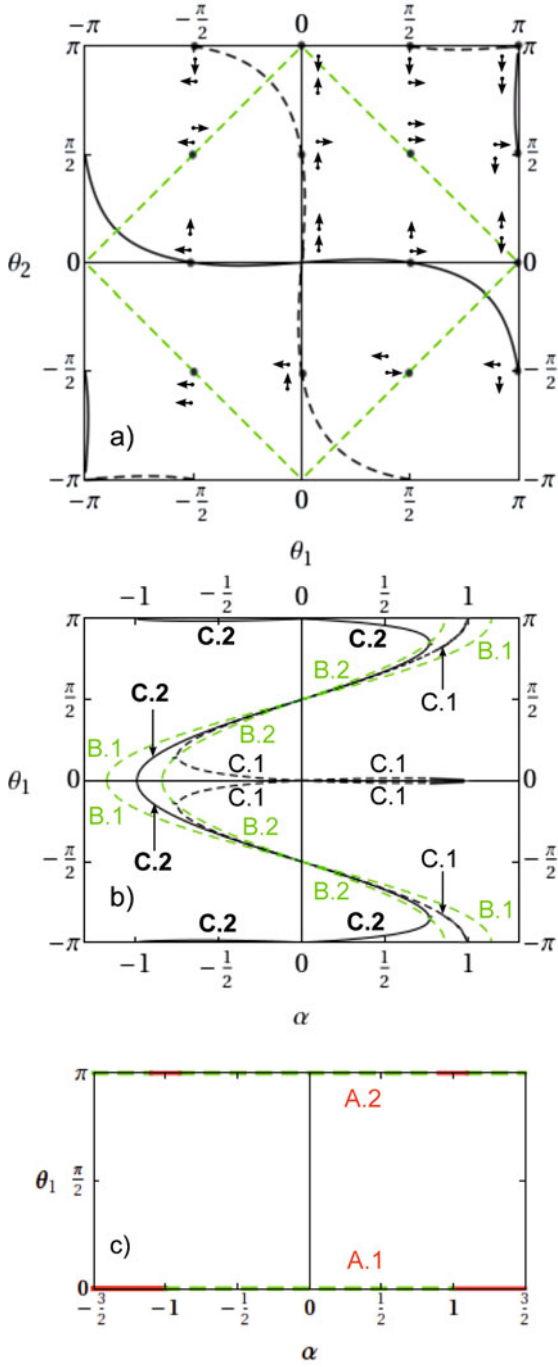 −π −π/2 0 π/2 π
π π
π/2 π/2
θ₂ 0 0
−π/2 −π/2
a)
−π −π
−π −π/2 0 π/2 π
θ₁
−1 −1/2 0 1/2 1
π C.2 C.2 π
B.2 B.1
π/2 C.2 C.1 π/2
B.1 B.2
C.1 C.1
θ₁ 0 0
C.1 C.1
B.1 B.2
C.2 C.1
−π/2 B.2 B.1 −π/2
b)
C.2 C.2
−π −π
−1 −1/2 0 1/2 1
α
π
A.2
θ₁ π/2
c) A.1
0
−3/2 −1 −1/2 0 1/2 1 3/2
α